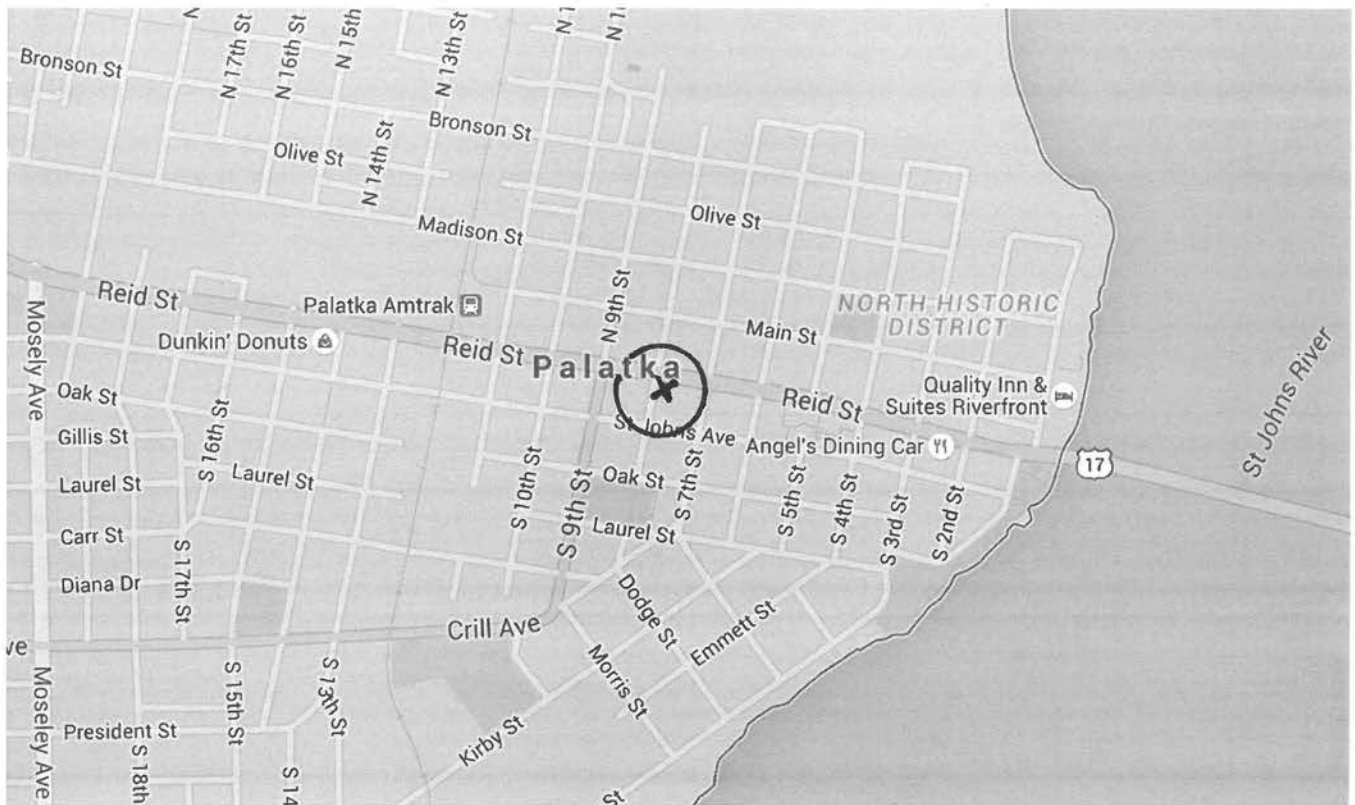 N 17th St
N 16th St
N 15th
N 13th St
Bronson St
Bronson St
Olive St
N 14th St
Olive St
Madison St
N 9th St
Reid St
Palatka Amtrak
NORTH HISTORIC
DISTRICT
Main St
Mosely Ave
Dunkin' Donuts
Reid St
Palatka
Quality Inn &
Suites Riverfront
Reid St
St Johns River
Oak St
S 16th St
St Johns Ave
Angel's Dining Car
17
Gillis St
Laurel St
Laurel St
Oak St
S 10th St
S 9th St
S 7th St
S 5th St
S 4th St
S 3rd St
S 2nd St
Laurel St
Carr St
S 17th St
Diana Dr
Crill Ave
Dodge St
Emmett St
ve
Moseley Ave
S 15th St
S 13th St
Morris St
President St
Kirby St
S 18th
S 14
St